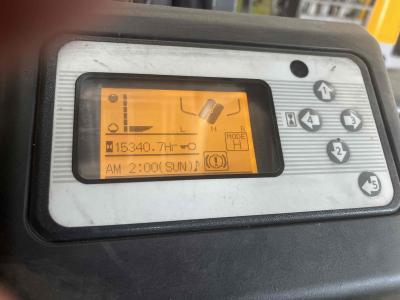 L M R
15340.7Hr
MODE
H
AM 2:00(SUN)
1
4 3
2
5